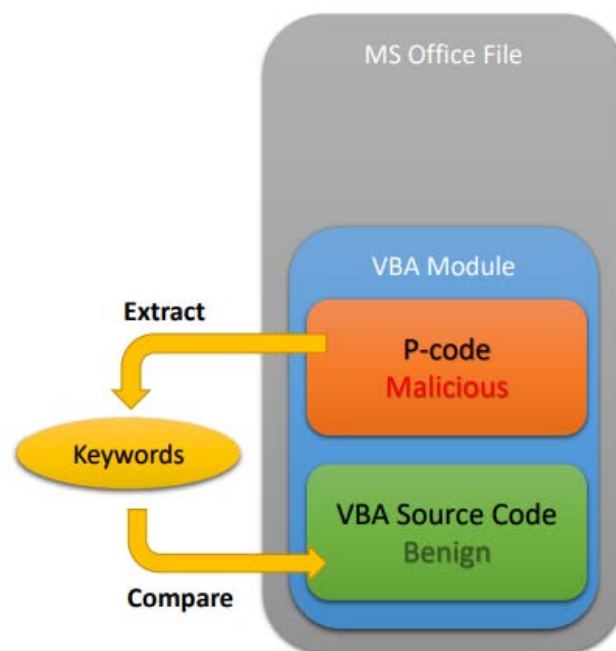 MS Office File
VBA Module
Extract
P-code
Malicious
Keywords
VBA Source Code
Benign
Compare